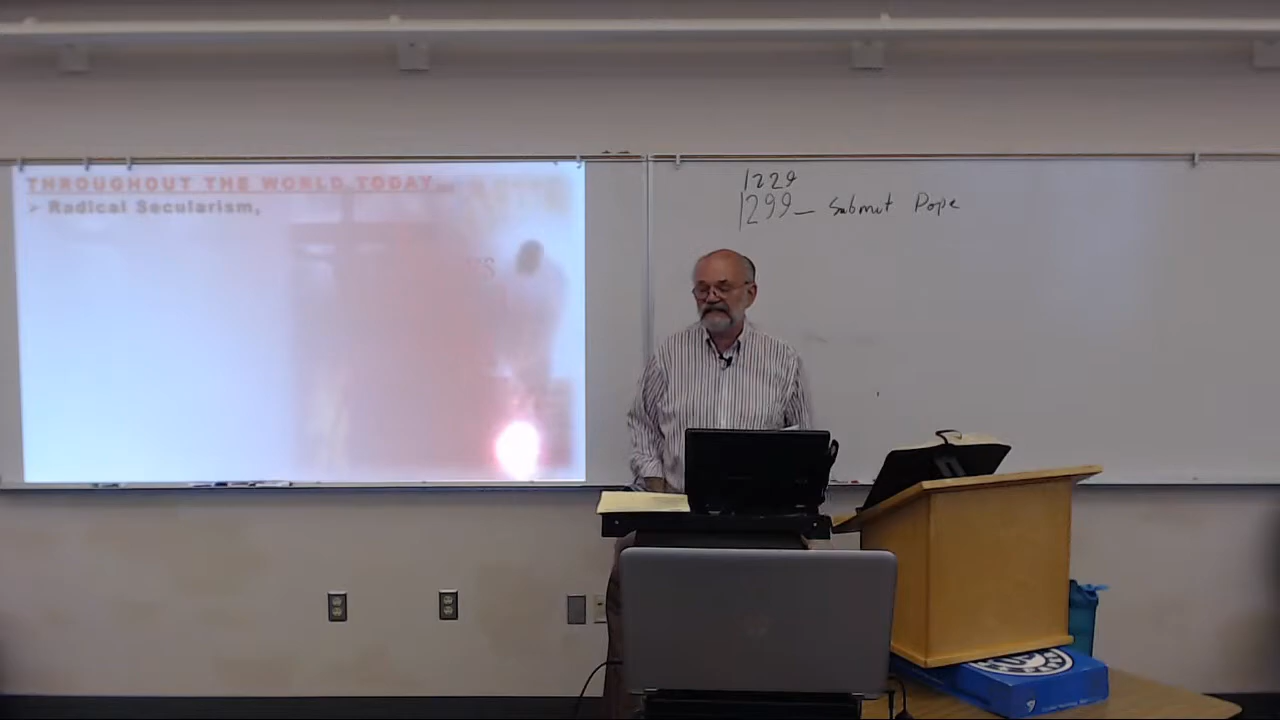 THROUGHOUT THE WORLD TODAY...
➢ Radical Secularism,
1229
1299 – Submit Pope